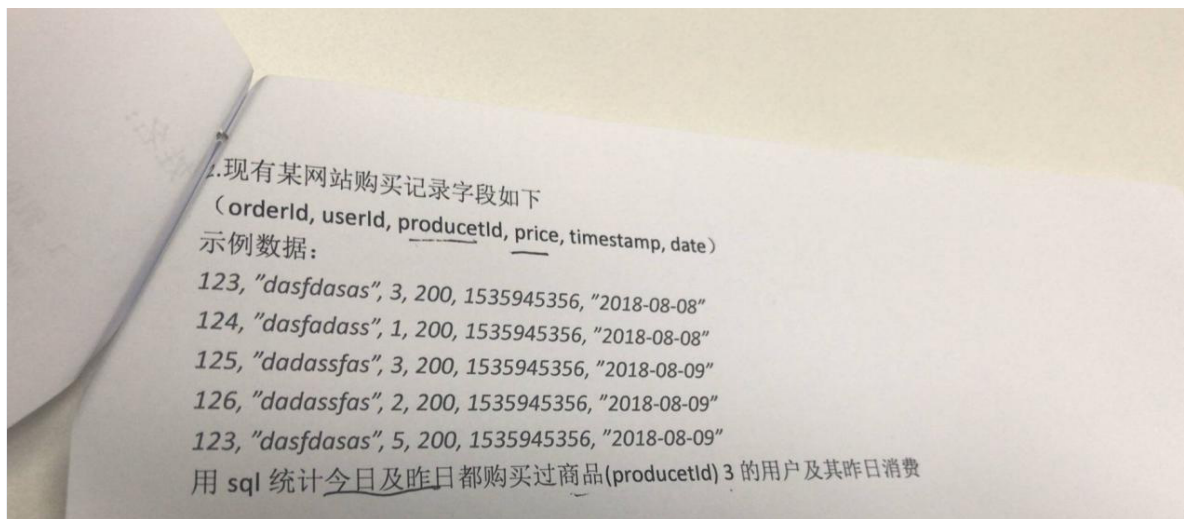 .现有某网站购买记录字段如下
（orderId, userId, producetId, price, timestamp, date）
示例数据：
123, ”dasfdasas”, 3, 200, 1535945356, ”2018-08-08”
124, ”dasfadass”, 1, 200, 1535945356, ”2018-08-08”
125, ”dadassfas”, 3, 200, 1535945356, ”2018-08-09”
126, ”dadassfas”, 2, 200, 1535945356, ”2018-08-09”
123, ”dasfdasas”, 5, 200, 1535945356, ”2018-08-09”
用 sql 统计今日及昨日都购买过商品(producetId) 3 的用户及其昨日消费